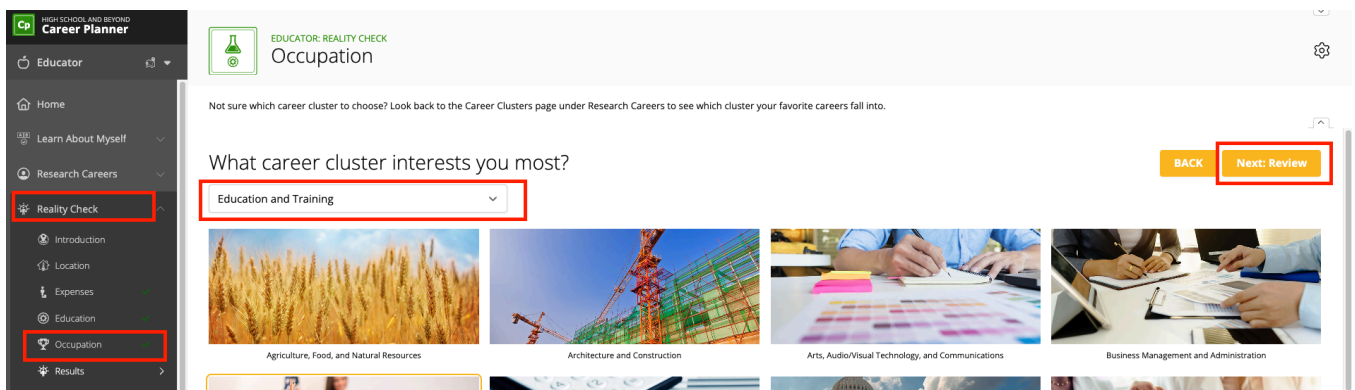 Cp
HIGH SCHOOL AND BEYOND
Career Planner
Educator
Home
Learn About Myself
Research Careers
Reality Check
Introduction
Location
Expenses
Education
Occupation
Results
EDUCATOR: REALITY CHECK
Occupation
Not sure which career cluster to choose? Look back to the Career Clusters page under Research Careers to see which cluster your favorite careers fall into.
What career cluster interests you most?
BACK
Next: Review
Education and Training
Agriculture, Food, and Natural Resources
Architecture and Construction
Arts, Audio/Visual Technology, and Communications
Business Management and Administration